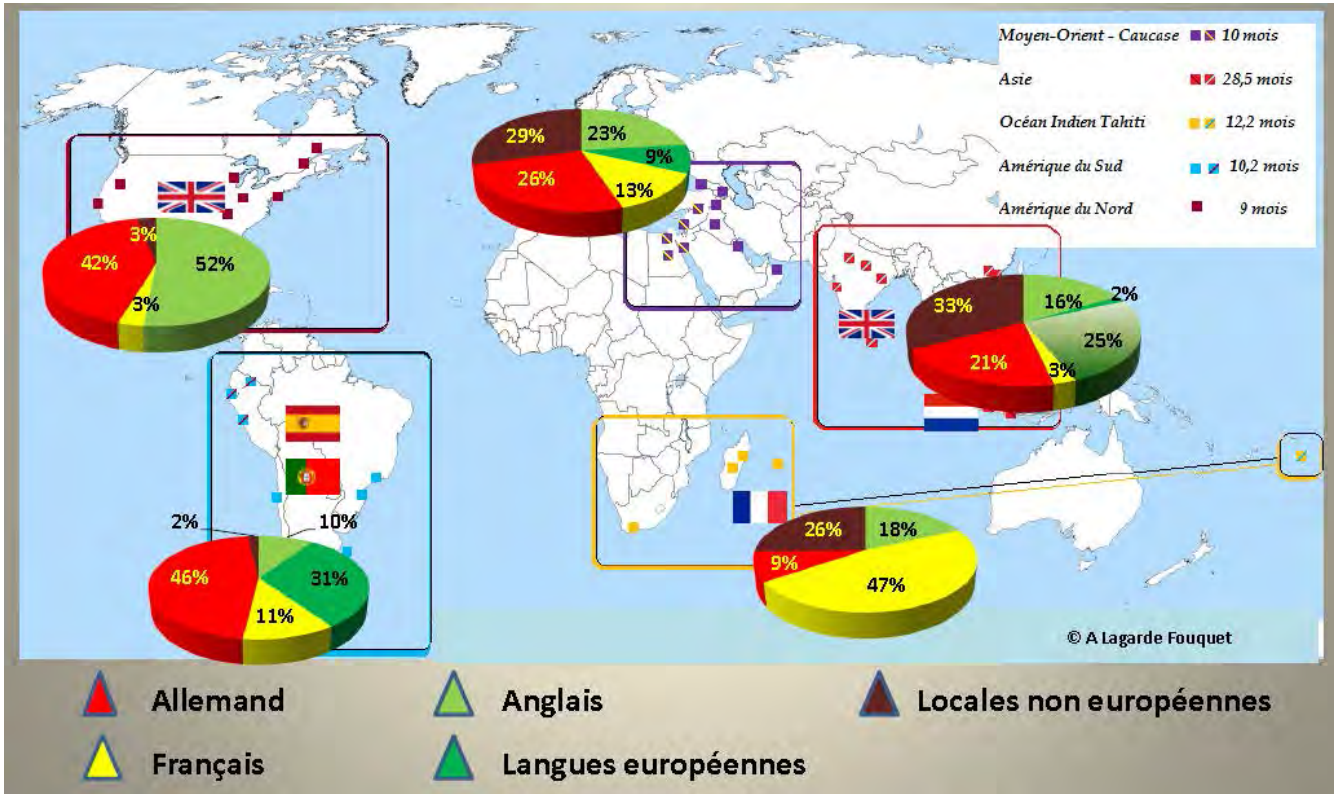 Moyen-Orient - Caucase 10 mois
Asie 28,5 mois
Océan Indien Tahiti 12,2 mois
Amérique du Sud 10,2 mois
Amérique du Nord 9 mois
29%
23%
9%
26%
13%
3%
42%
52%
3%
33%
16%
2%
25%
21%
3%
2%
10%
46%
31%
11%
26%
18%
9%
47%
© A Lagarde Fouquet
Allemand
Anglais
Locales non européennes
Français
Langues européennes